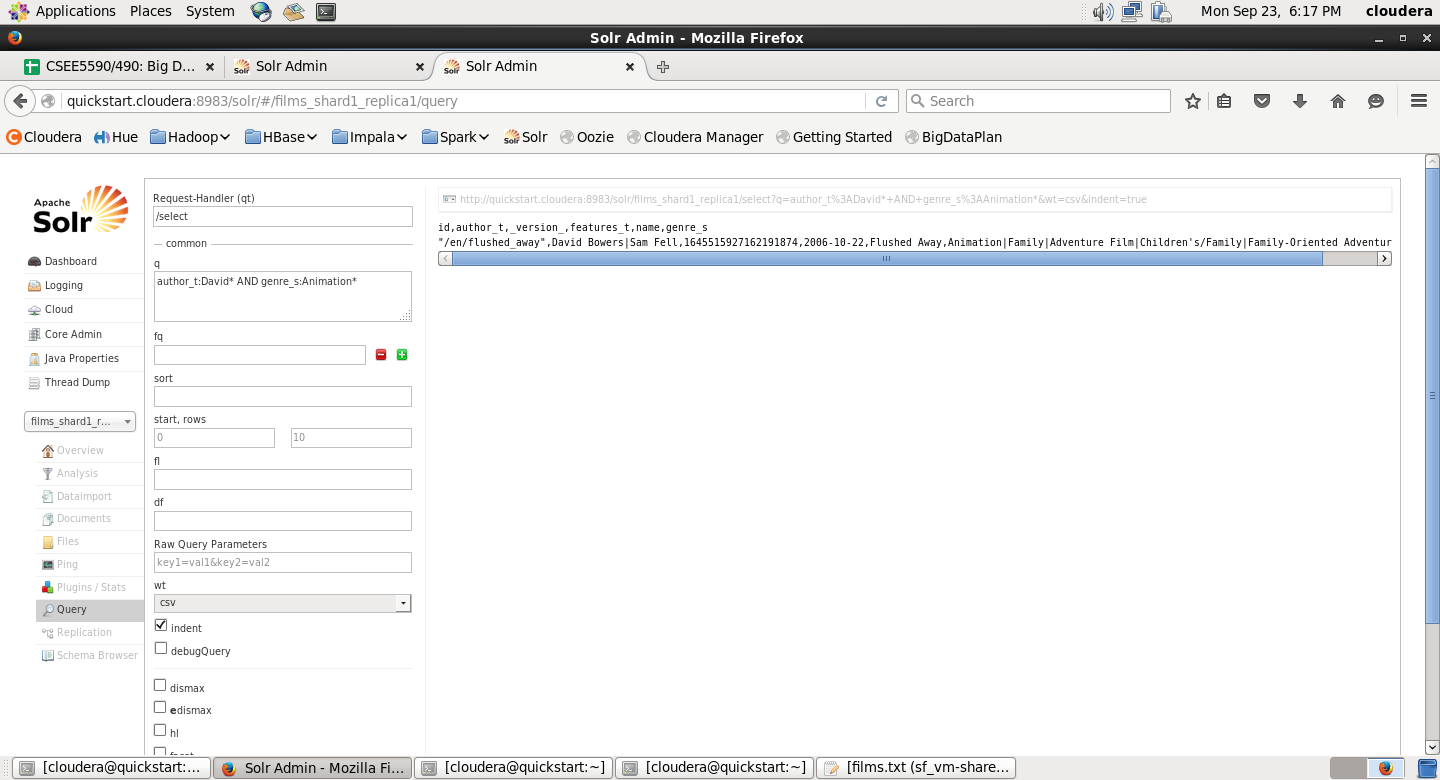 Applications Places System Mon Sep 23, 6:17 PM cloudera
Solr Admin - Mozilla Firefox
CSEE5590/490: Big D... Solr Admin Solr Admin
quickstart.cloudera:8983/solr/#/films_shard1_replica1/query Search
Cloudera Hue Hadoop HBase Impala Spark Solr Oozie Cloudera Manager Getting Started BigDataPlan
Apache
Solr
Dashboard
Logging
Cloud
Core Admin
Java Properties
Thread Dump
films_shard1_r...
Overview
Analysis
Dataimport
Documents
Files
Ping
Plugins / Stats
Query
Replication
Schema Browser
Request-Handler (qt)
/select
common
q
author_t:David* AND genre_s:Animation*
fq
sort
start, rows
0 10
fl
df
Raw Query Parameters
key1=val1&key2=val2
wt
csv
indent
debugQuery
dismax
edismax
hl
facet
http://quickstart.cloudera:8983/solr/films_shard1_replica1/select?q=author_t%3ADavid*+AND+genre_s%3AAnimation*&wt=csv&indent=true
id,author_t,_version_,features_t,name,genre_s
"/en/flushed_away",David Bowers|Sam Fell,1645515927162191874,2006-10-22,Flushed Away,Animation|Family|Adventure Film|Children's/Family|Family-Oriented Adventur
[cloudera@quickstart:... Solr Admin - Mozilla Fi... [cloudera@quickstart:~] [cloudera@quickstart:~] [films.txt (sf_vm-share...